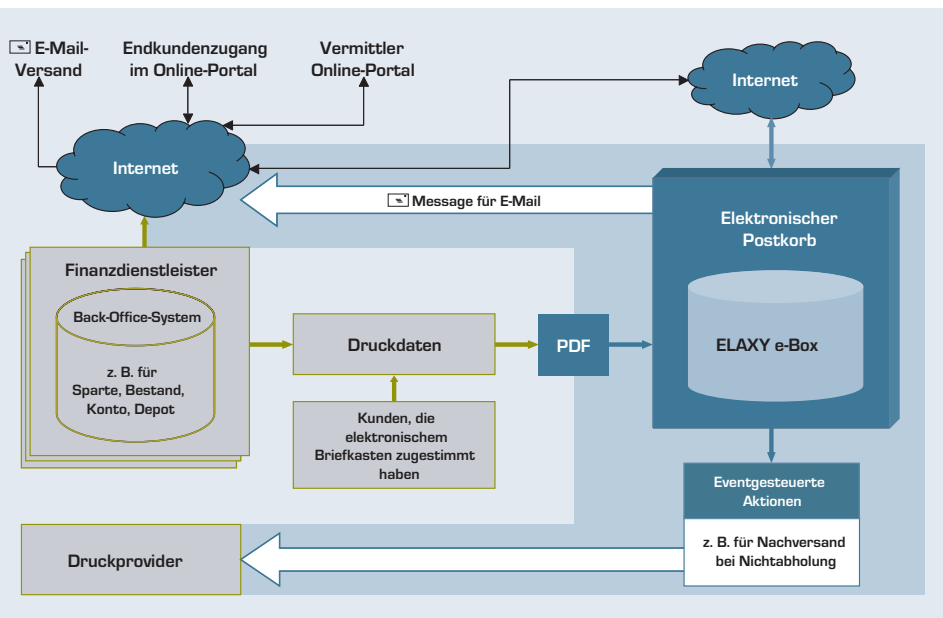 E-Mail-
Versand
Endkundenzugang
im Online-Portal
Vermittler
Online-Portal
Internet
Internet
Message für E-Mail
Elektronischer
Postkorb
ELAXY e-Box
Finanzdienstleister
Back-Office-System
z. B. für
Sparte, Bestand,
Konto, Depot
Druckdaten
PDF
Kunden, die
elektronischem
Briefkasten zugestimmt
haben
Eventgesteuerte
Aktionen
z. B. für Nachversand
bei Nichtabholung
Druckprovider